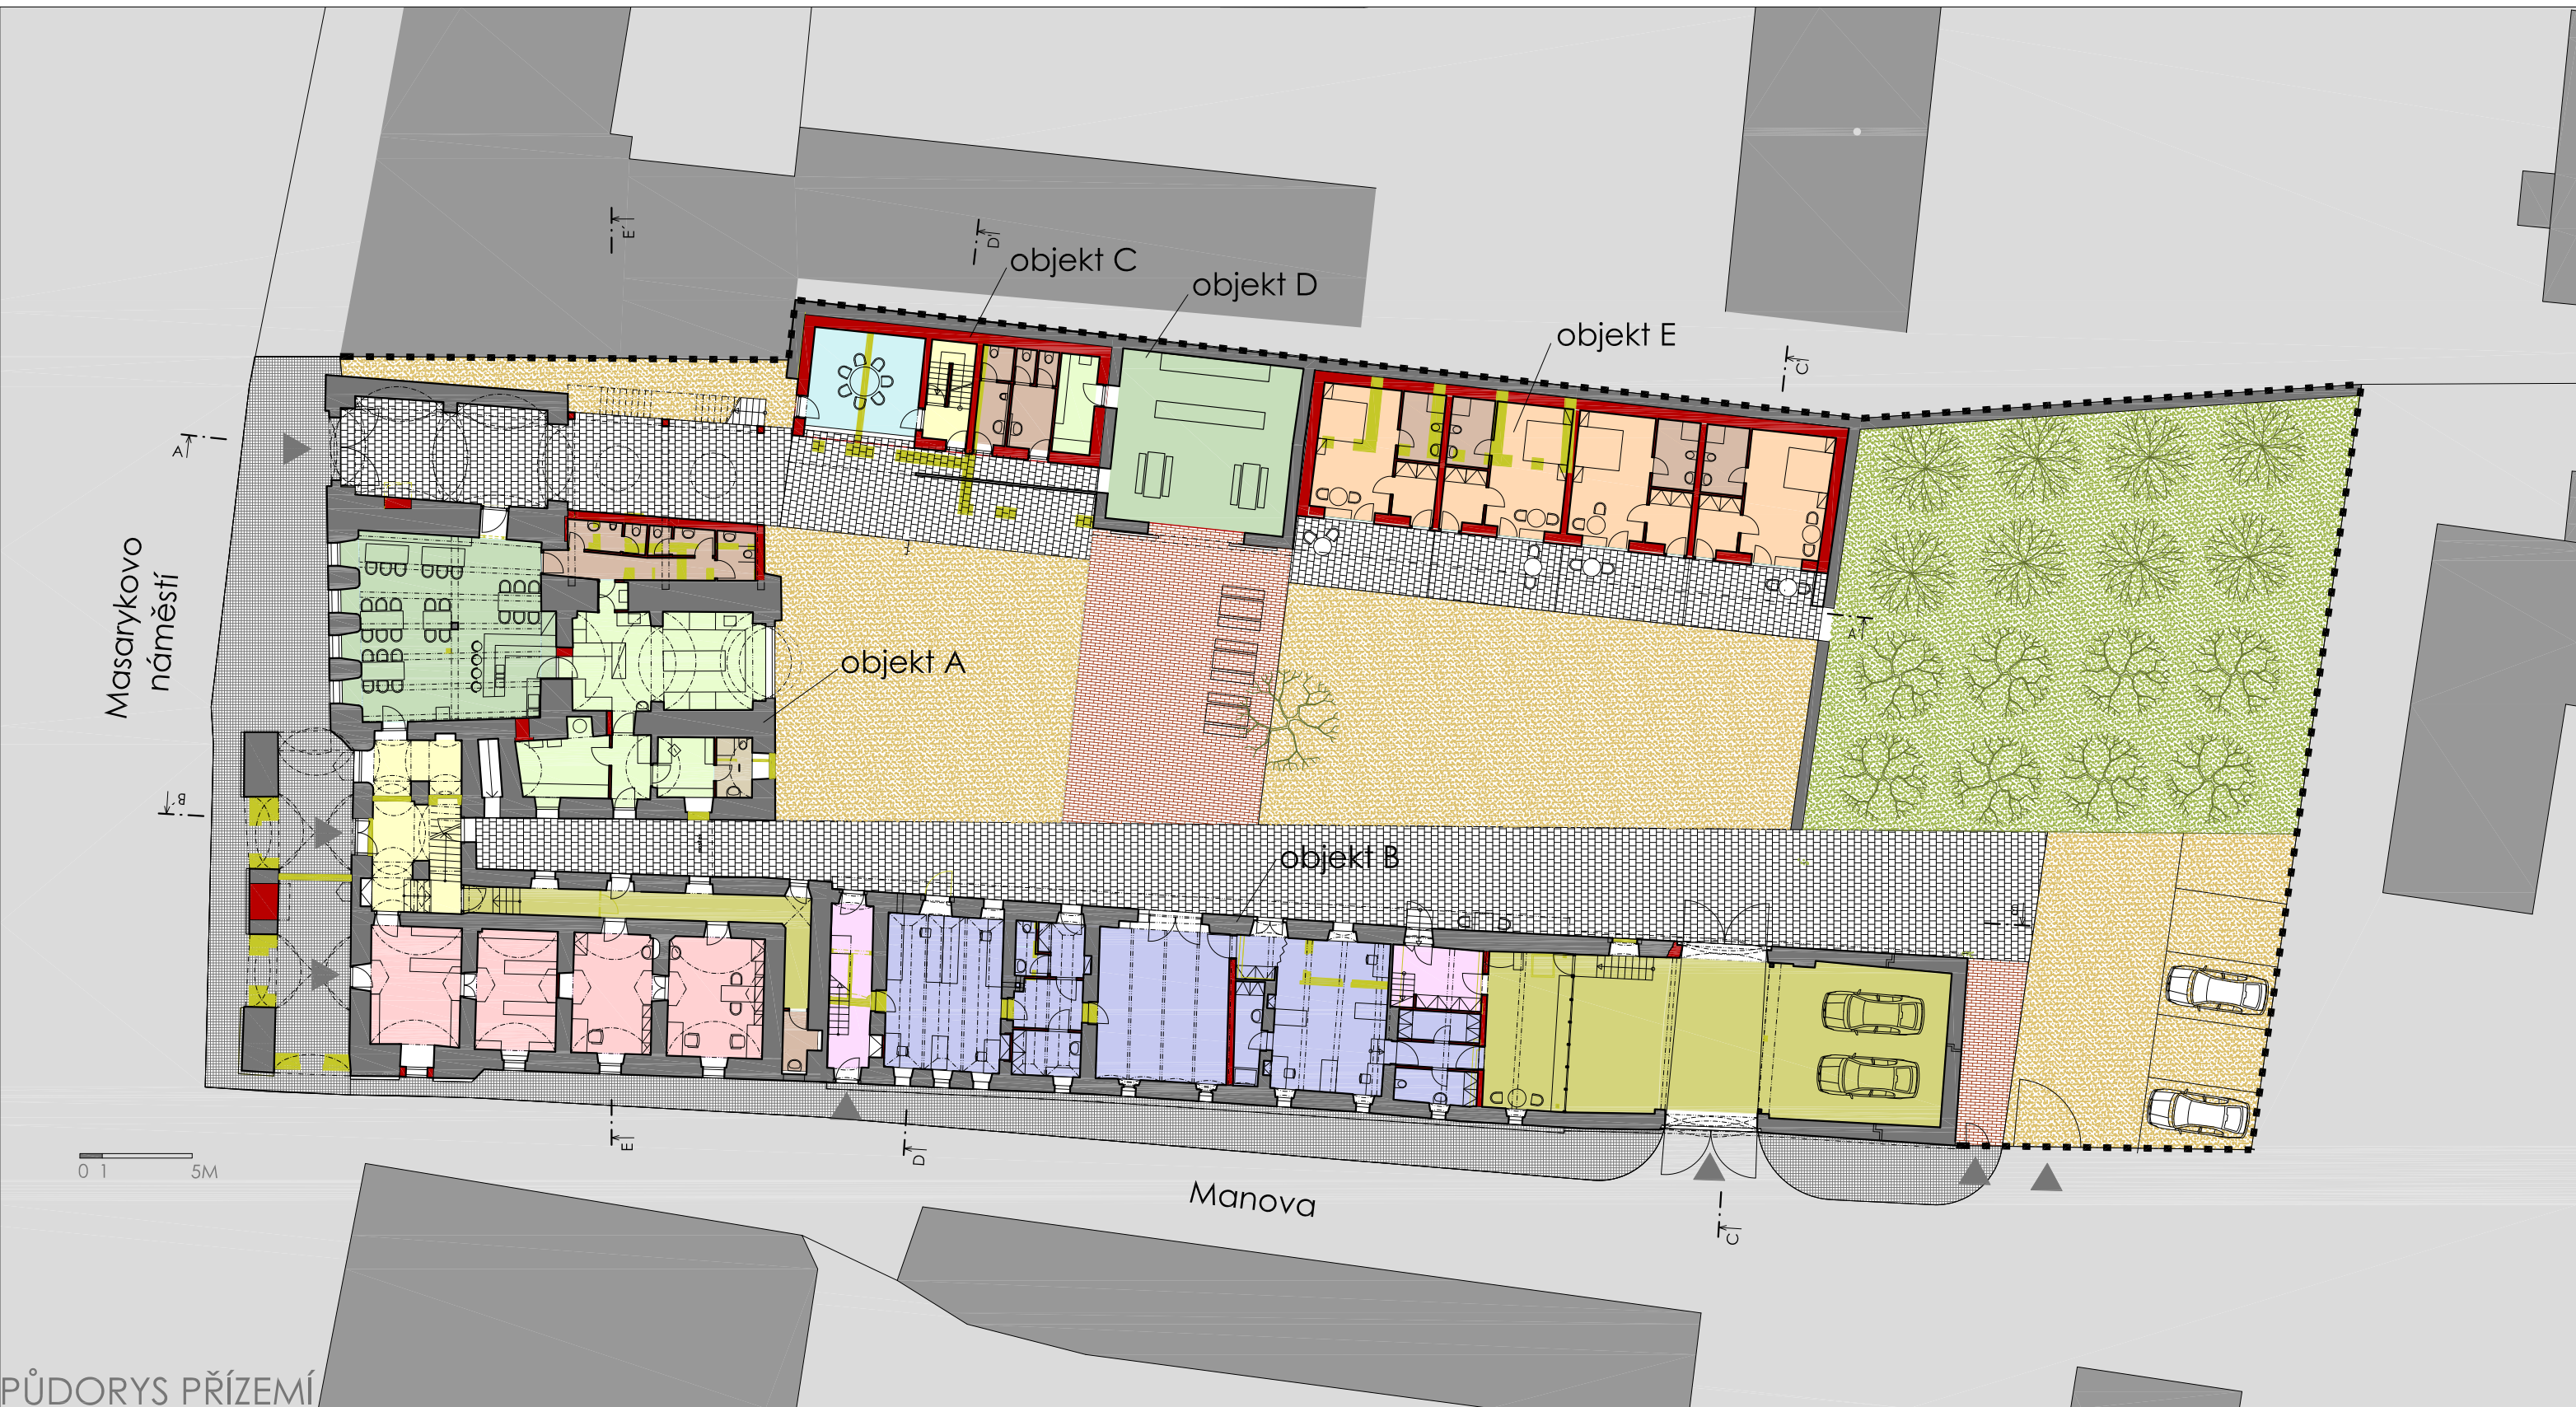 E'
D'
objekt C
objekt D
objekt E
C'
A
Masarykovo
náměstí
A'
objekt A
B'
objekt B
B
E
D
0 1 5M
Manova
C
PŮDORYS PŘÍZEMÍ